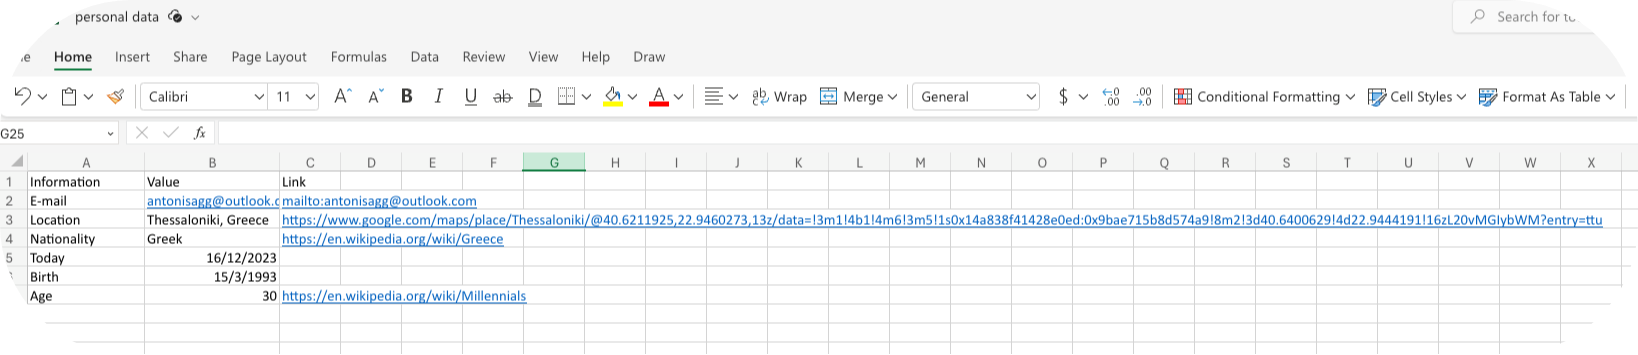 personal data
Search for
Home Insert Share Page Layout Formulas Data Review View Help Draw
Calibri 11 A A B I U ab D A ab Wrap Merge General $ .00 .00 Conditional Formatting Cell Styles Format As Table
G25 fx
A B C D E F G H I J K L M N O P Q R S T U V W X
1 Information Value Link
2 E-mail antonisagg@outlook.c mailto:antonisagg@outlook.com
3 Location Thessaloniki, Greece https://www.google.com/maps/place/Thessaloniki/@40.6211925,22.9460273,13z/data=!3m1!4b1!4m6!3m5!1s0x14a838f41428e0ed:0x9bae715b8d574a9!8m2!3d40.6400629!4d22.9444191!16zL20vMGIybWM?entry=ttu
4 Nationality Greek https://en.wikipedia.org/wiki/Greece
5 Today 16/12/2023
Birth 15/3/1993
Age 30 https://en.wikipedia.org/wiki/Millennials